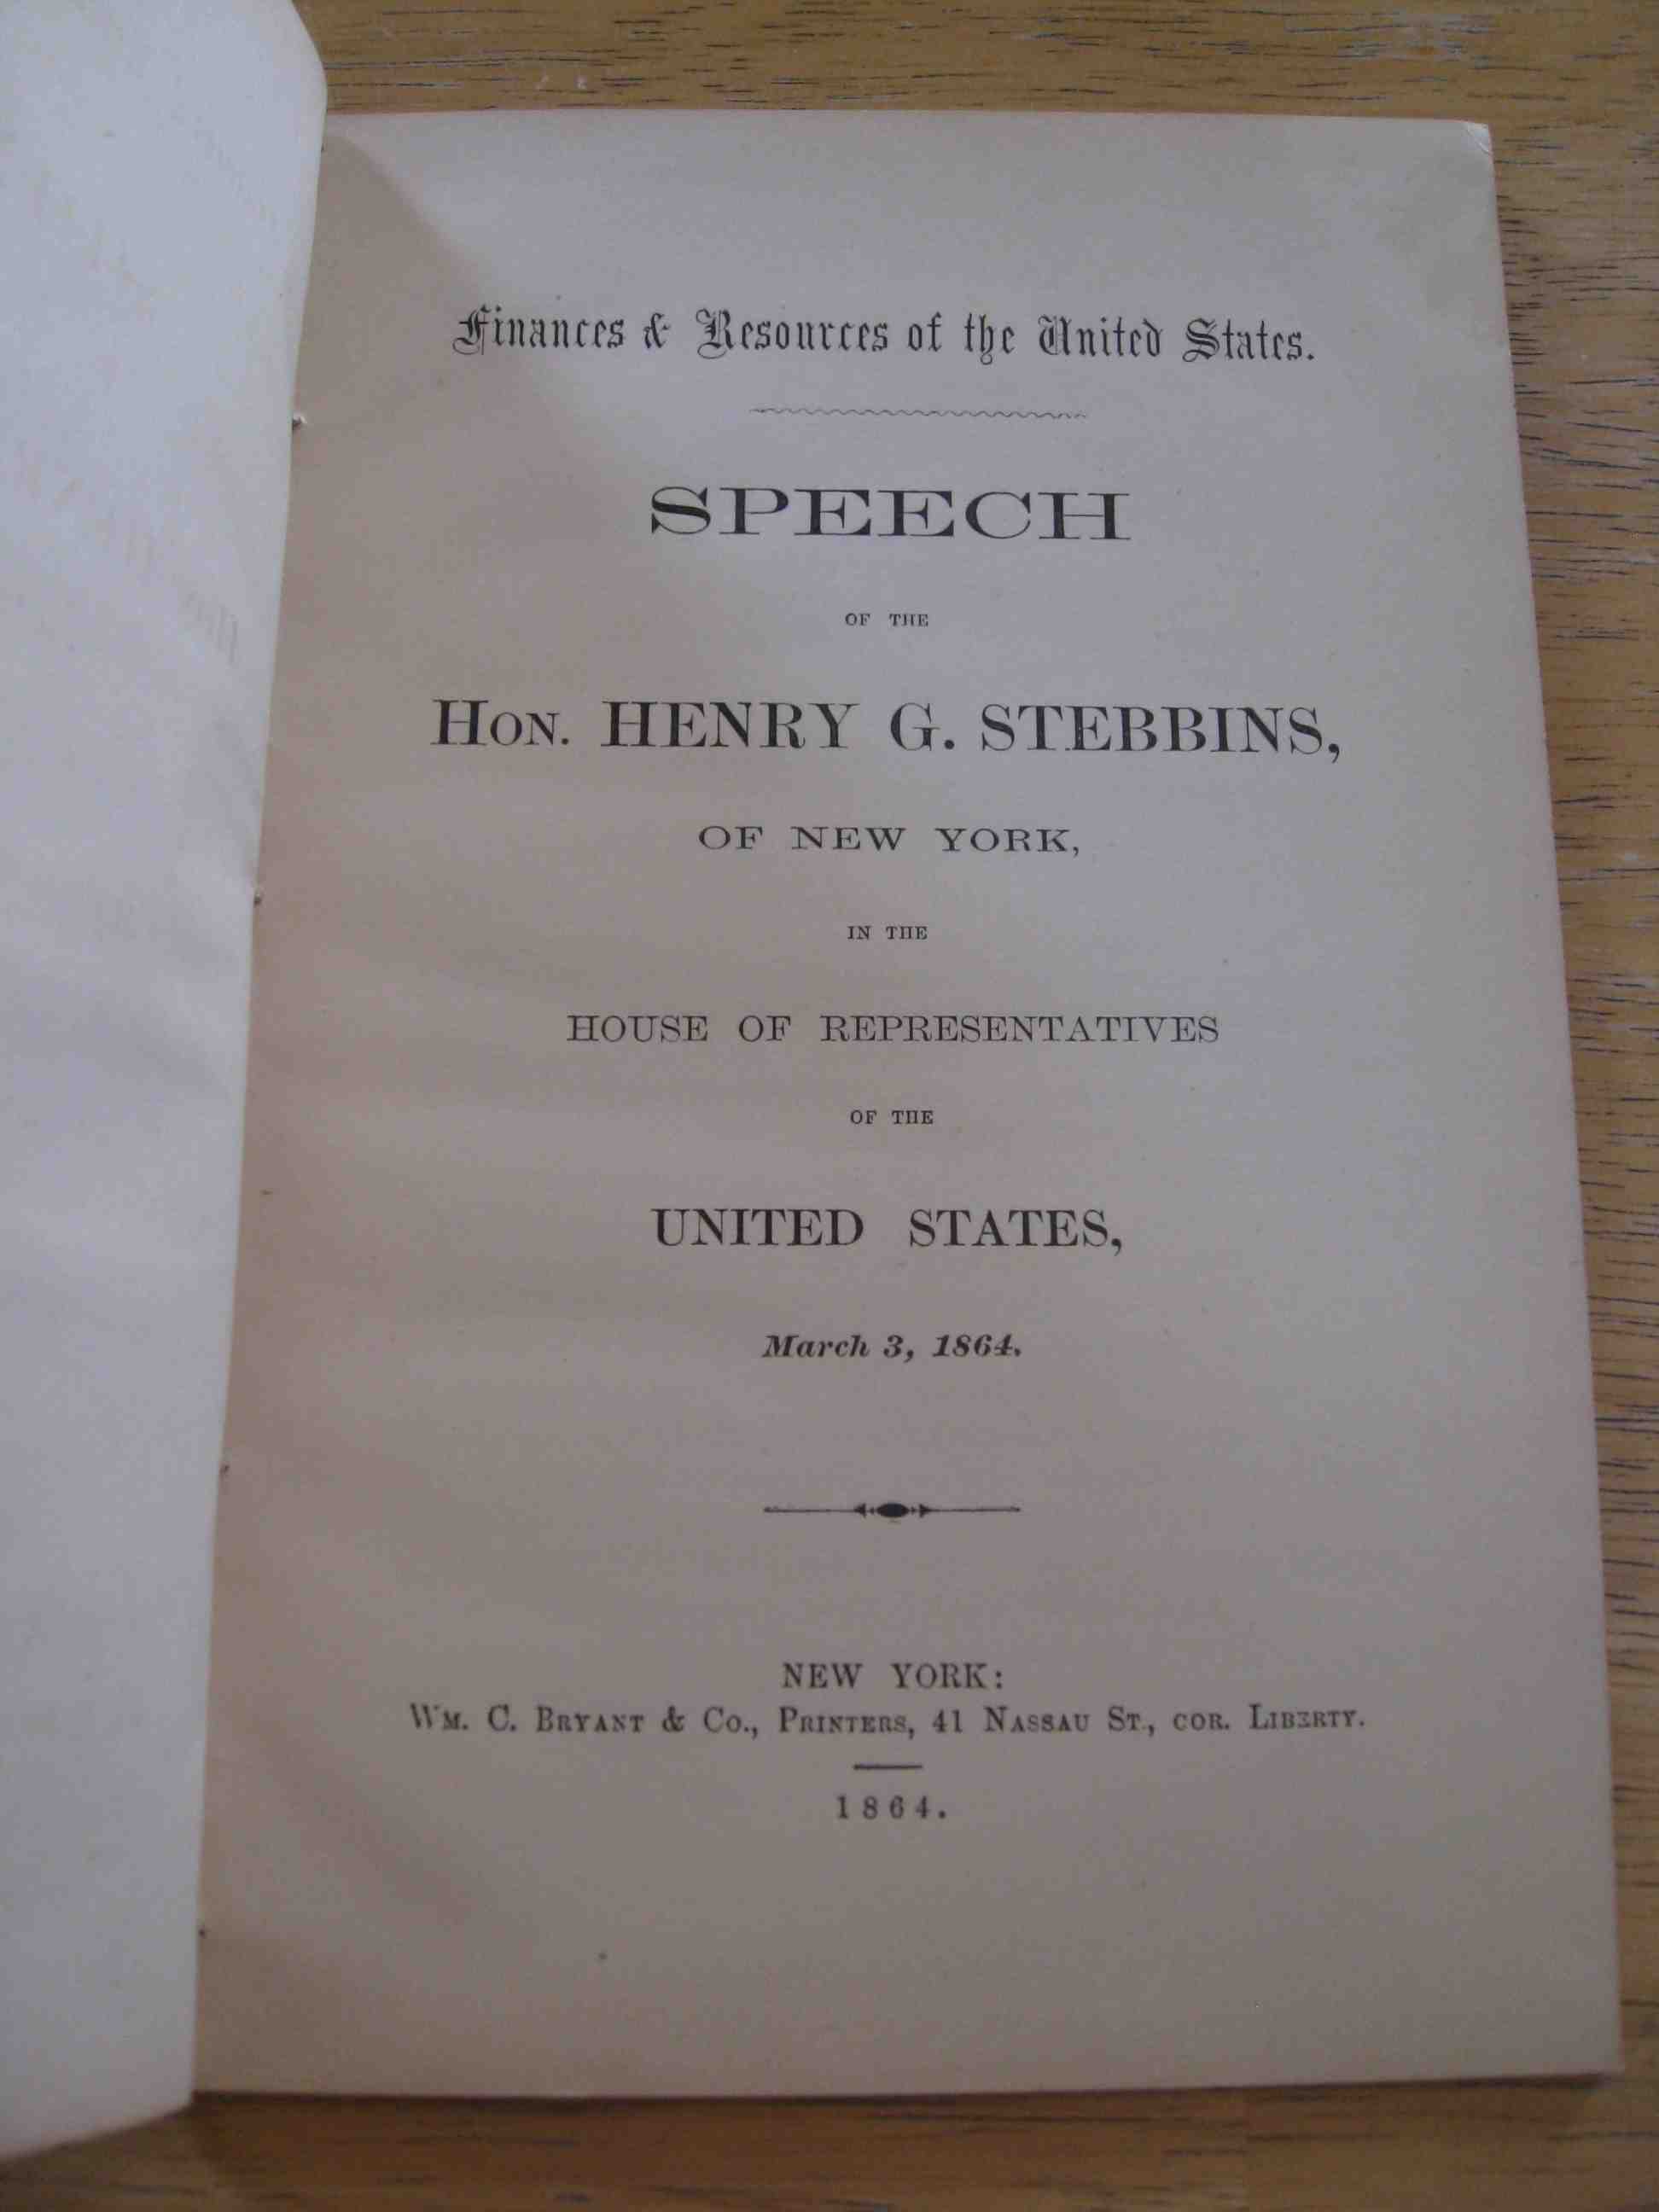 Finances & Resources of the United States.
SPEECH
OF THE
HON. HENRY G. STEBBINS,
OF NEW YORK,
IN THE
HOUSE OF REPRESENTATIVES
OF THE
UNITED STATES,
March 3, 1864.
NEW YORK:
WM. C. BRYANT & CO., PRINTERS, 41 NASSAU ST., COR. LIBERTY.
1864.